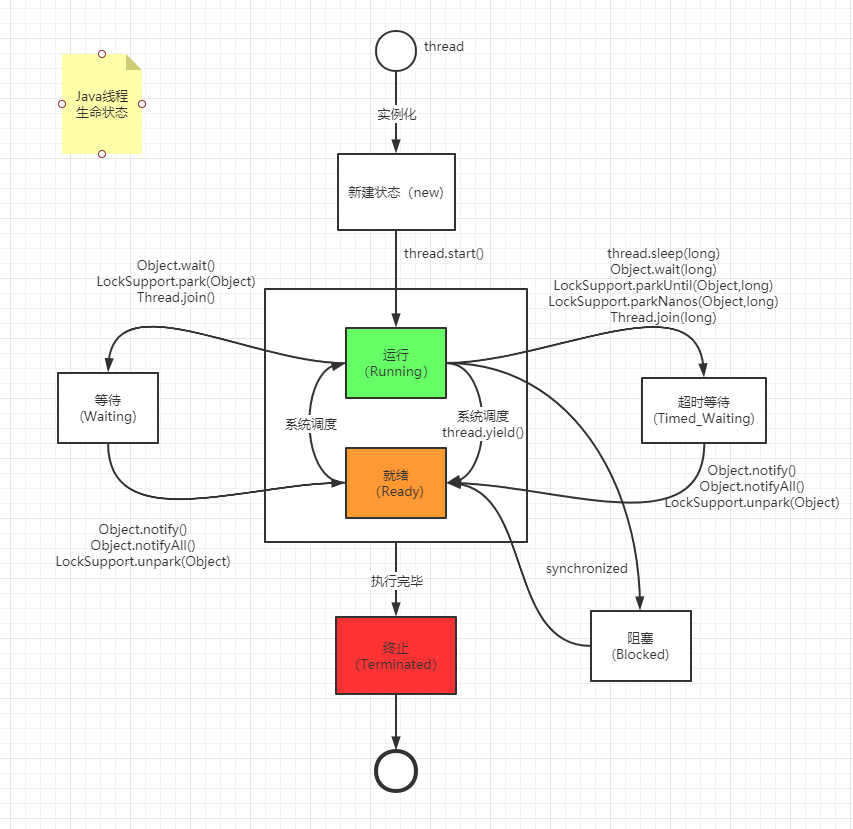 thread
Java线程
生命状态
实例化
新建状态（new）
thread.start()
Object.wait()
LockSupport.park(Object)
Thread.join()
thread.sleep(long)
Object.wait(long)
LockSupport.parkUntil(Object,long)
LockSupport.parkNanos(Object,long)
Thread.join(long)
运行
（Running）
等待
(Waiting)
超时等待
(Timed_Waiting)
系统调度
系统调度
thread.yield()
就绪
（Ready)
Object.notify()
Object.notifyAll()
LockSupport.unpark(Object)
Object.notify()
Object.notifyAll()
LockSupport.unpark(Object)
synchronized
执行完毕
终止
（Terminated）
阻塞
(Blocked)